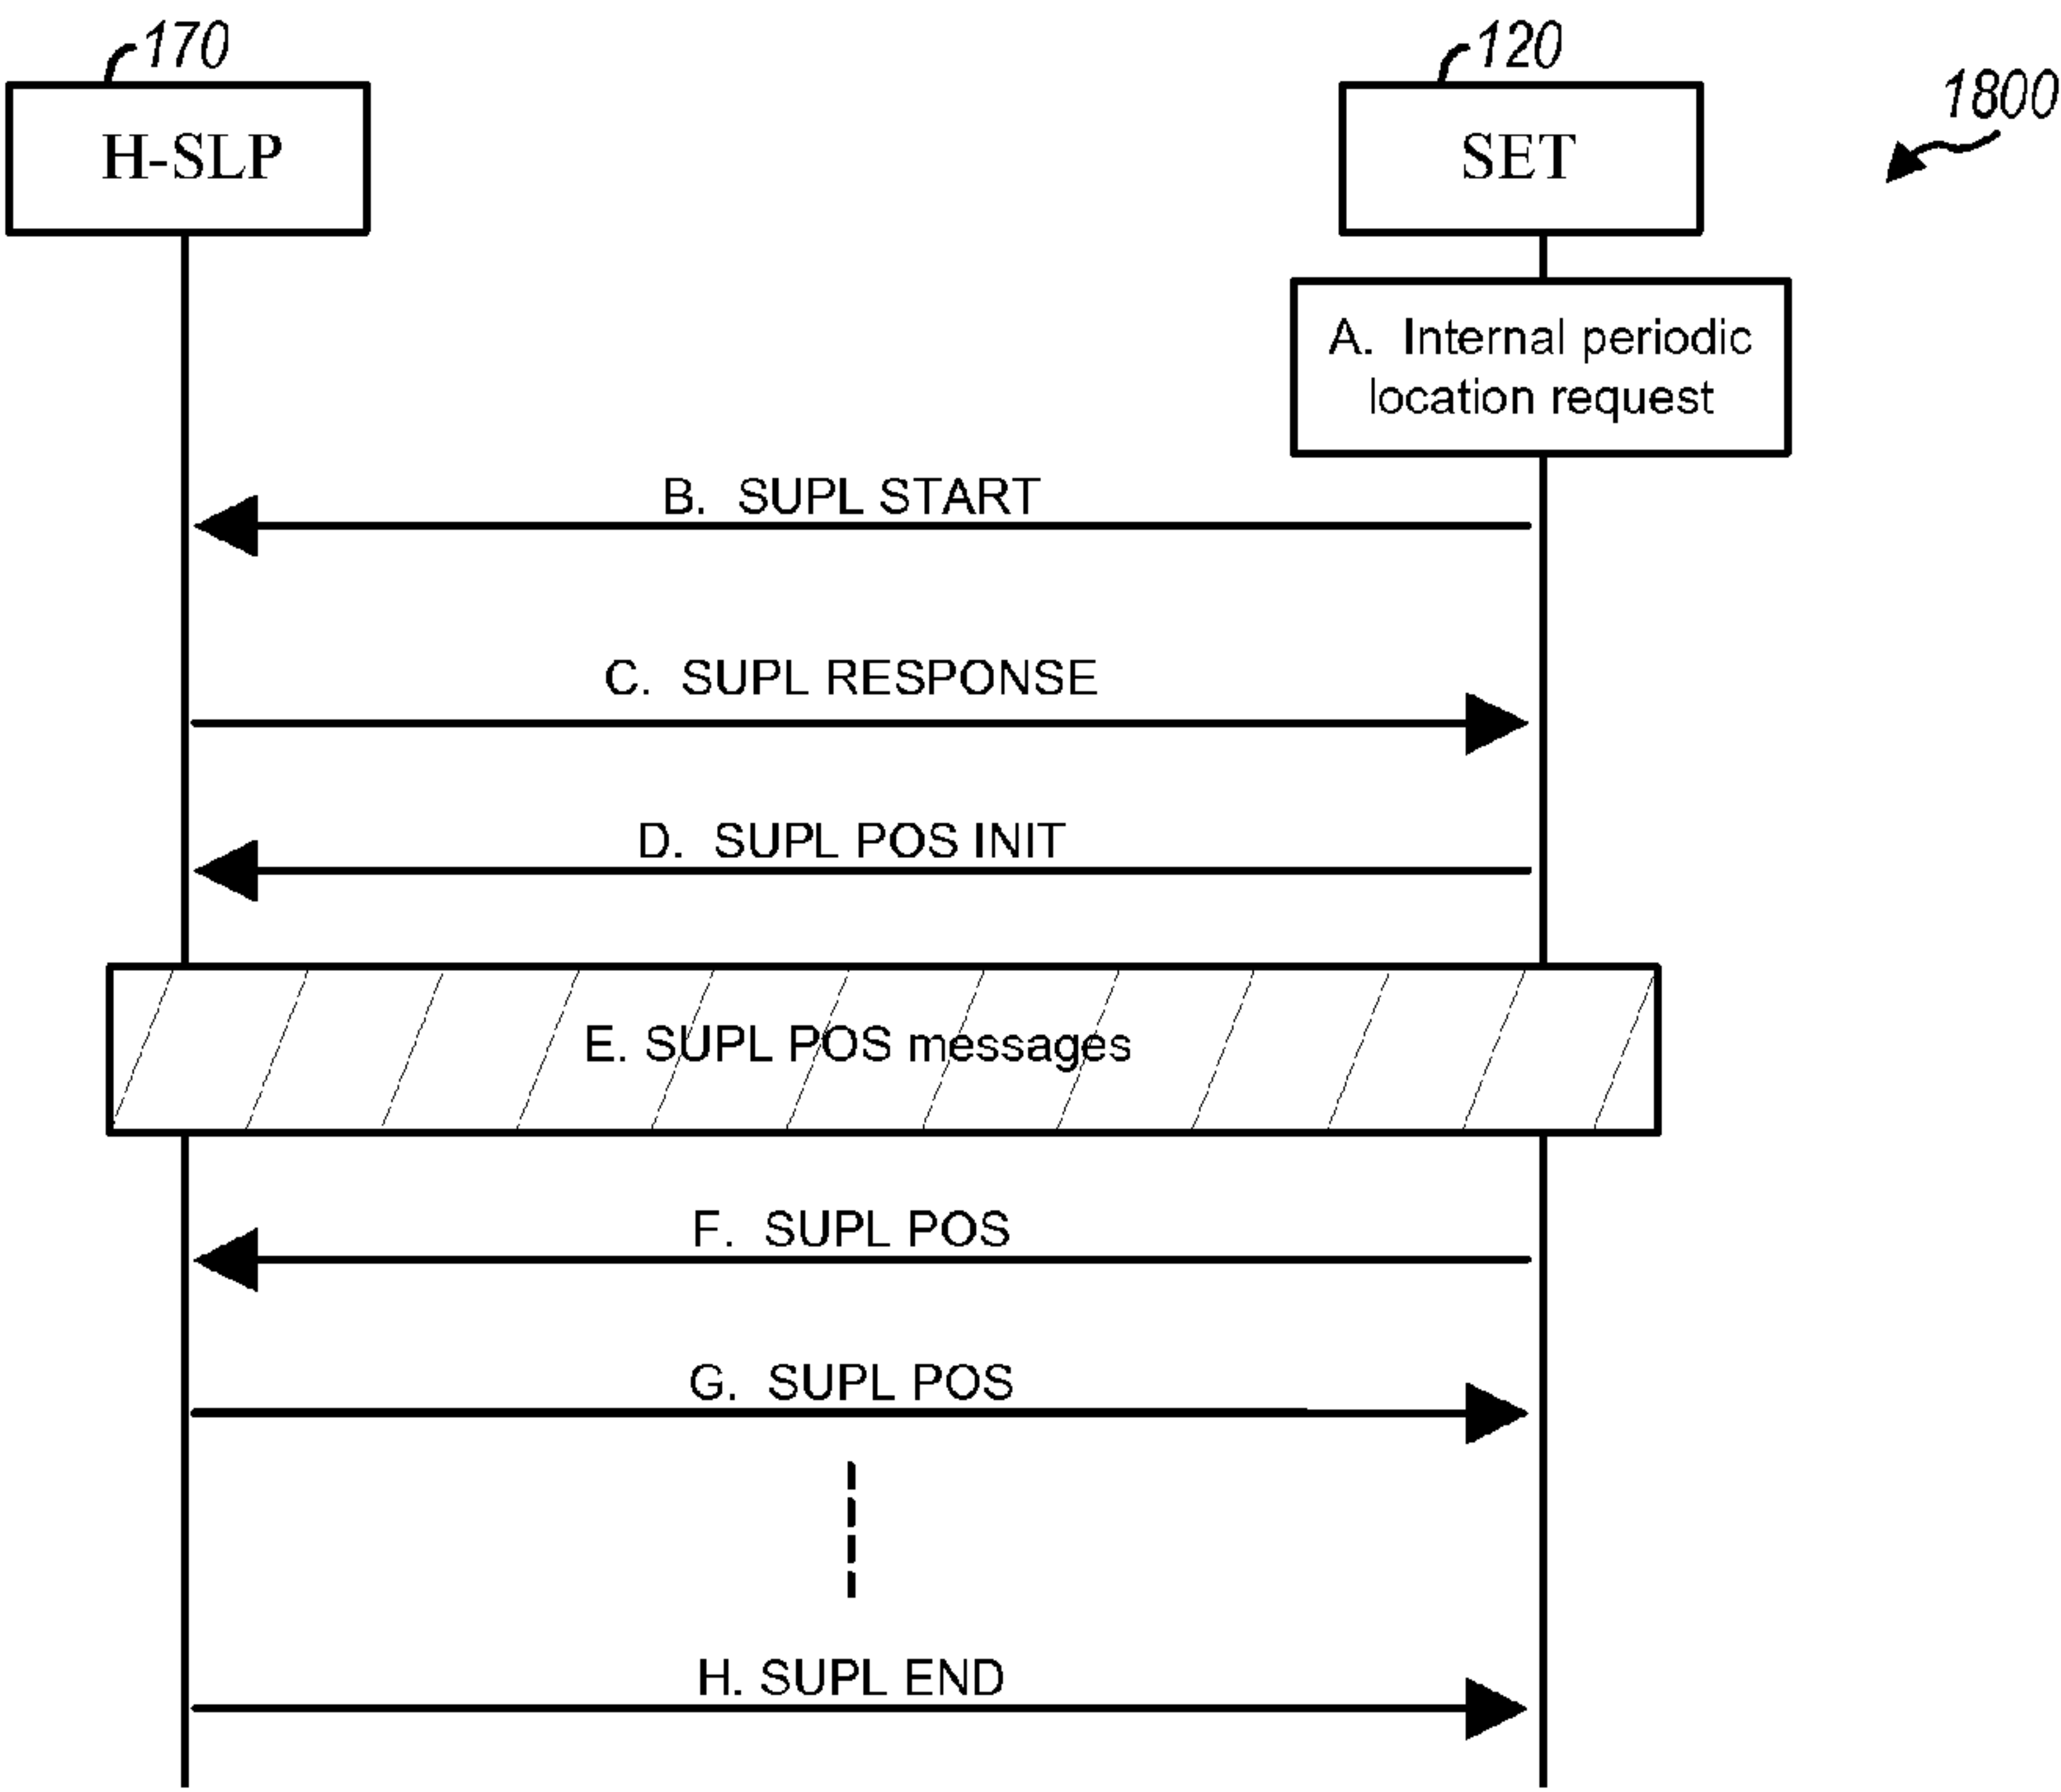 170
120
1800
H-SLP
SET
A. Internal periodic
location request
B. SUPL START
C. SUPL RESPONSE
D. SUPL POS INIT
E. SUPL POS messages
F. SUPL POS
G. SUPL POS
H. SUPL END